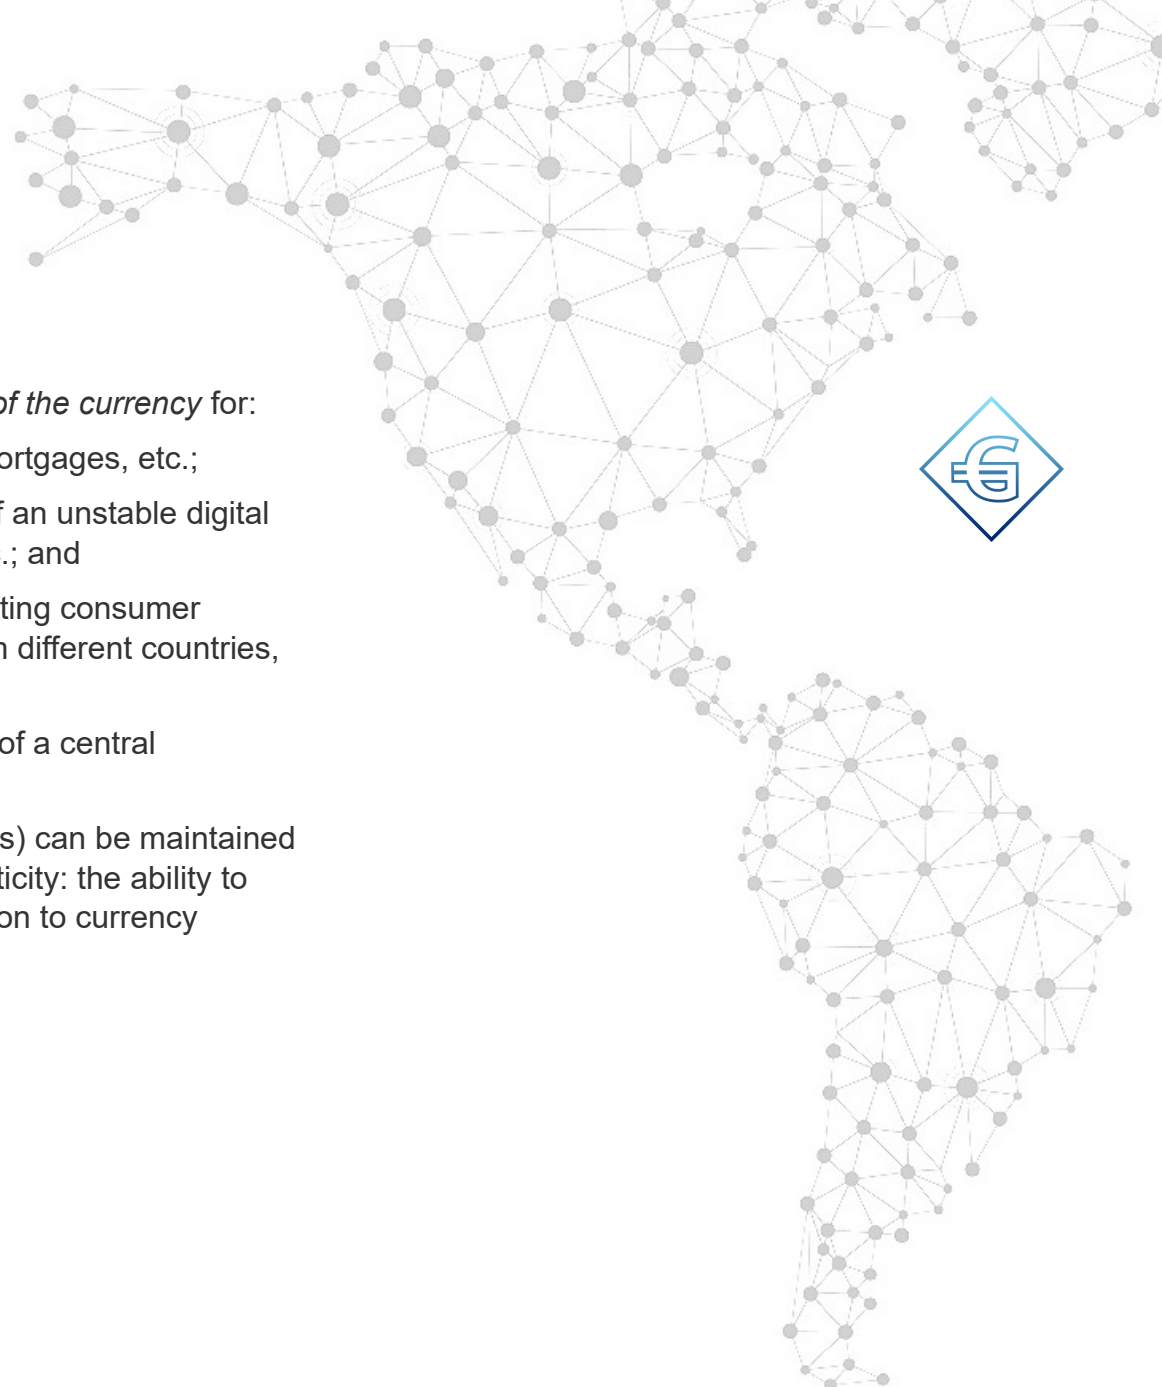 of the currency for:
ortgages, etc.;
f an unstable digital
c.; and
ting consumer
n different countries,
of a central
s) can be maintained
ticity: the ability to
on to currency